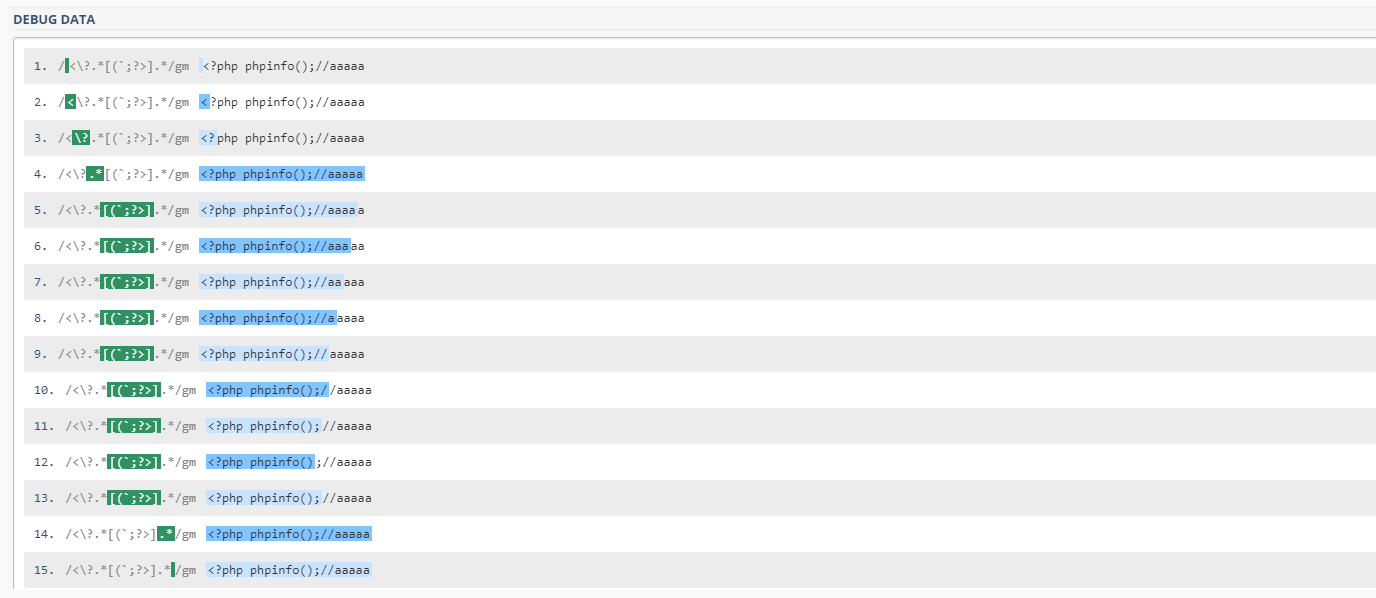 DEBUG DATA
1. /<\?.*[(`;?>].*/gm <?php phpinfo();//aaaaa
2. /<\?.*[(`;?>].*/gm <?php phpinfo();//aaaaa
3. /<\?.*[(`;?>].*/gm <?php phpinfo();//aaaaa
4. /<\?.*[(`;?>].*/gm <?php phpinfo();//aaaaa
5. /<\?.*[(`;?>].*/gm <?php phpinfo();//aaaaa
6. /<\?.*[(`;?>].*/gm <?php phpinfo();//aaaaa
7. /<\?.*[(`;?>].*/gm <?php phpinfo();//aaaaa
8. /<\?.*[(`;?>].*/gm <?php phpinfo();//aaaaa
9. /<\?.*[(`;?>].*/gm <?php phpinfo();//aaaaa
10. /<\?.*[(`;?>].*/gm <?php phpinfo();//aaaaa
11. /<\?.*[(`;?>].*/gm <?php phpinfo();//aaaaa
12. /<\?.*[(`;?>].*/gm <?php phpinfo();//aaaaa
13. /<\?.*[(`;?>].*/gm <?php phpinfo();//aaaaa
14. /<\?.*[(`;?>].*/gm <?php phpinfo();//aaaaa
15. /<\?.*[(`;?>].*/gm <?php phpinfo();//aaaaa